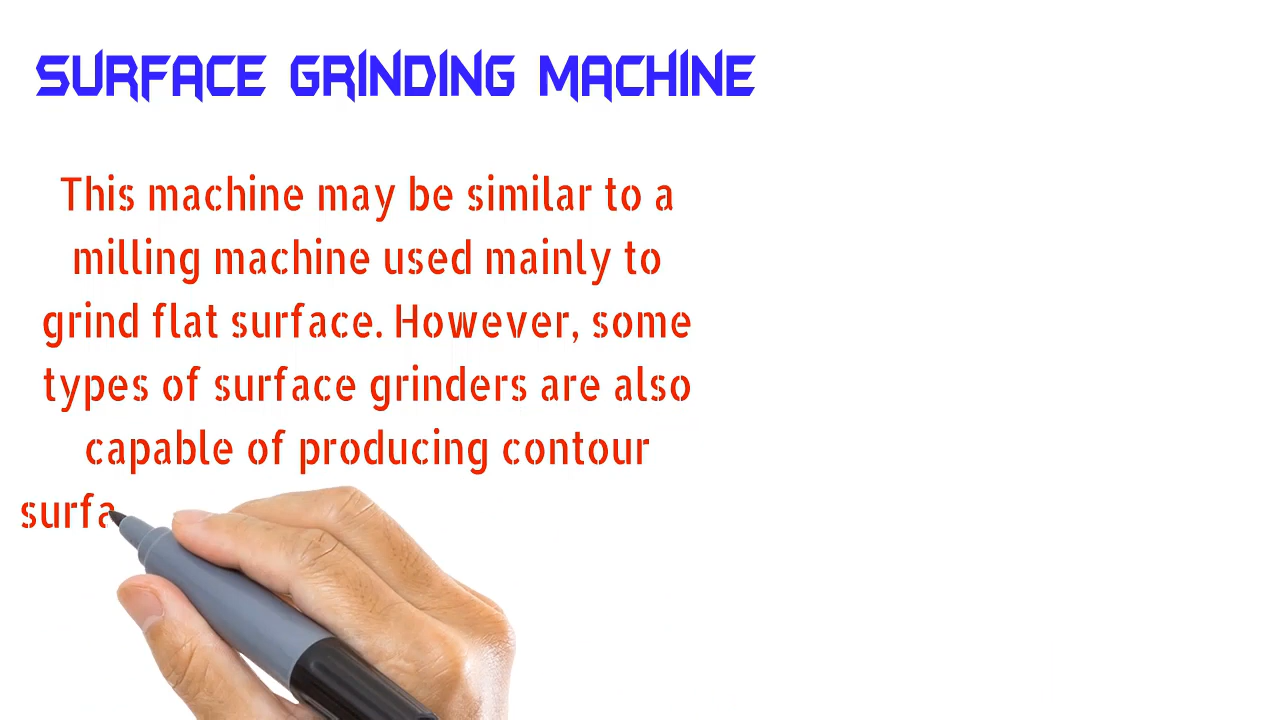 SURFACE GRINDING MACHINE
This machine may be similar to a
milling machine used mainly to
grind flat surface. However, some
types of surface grinders are also
capable of producing contour
surfa